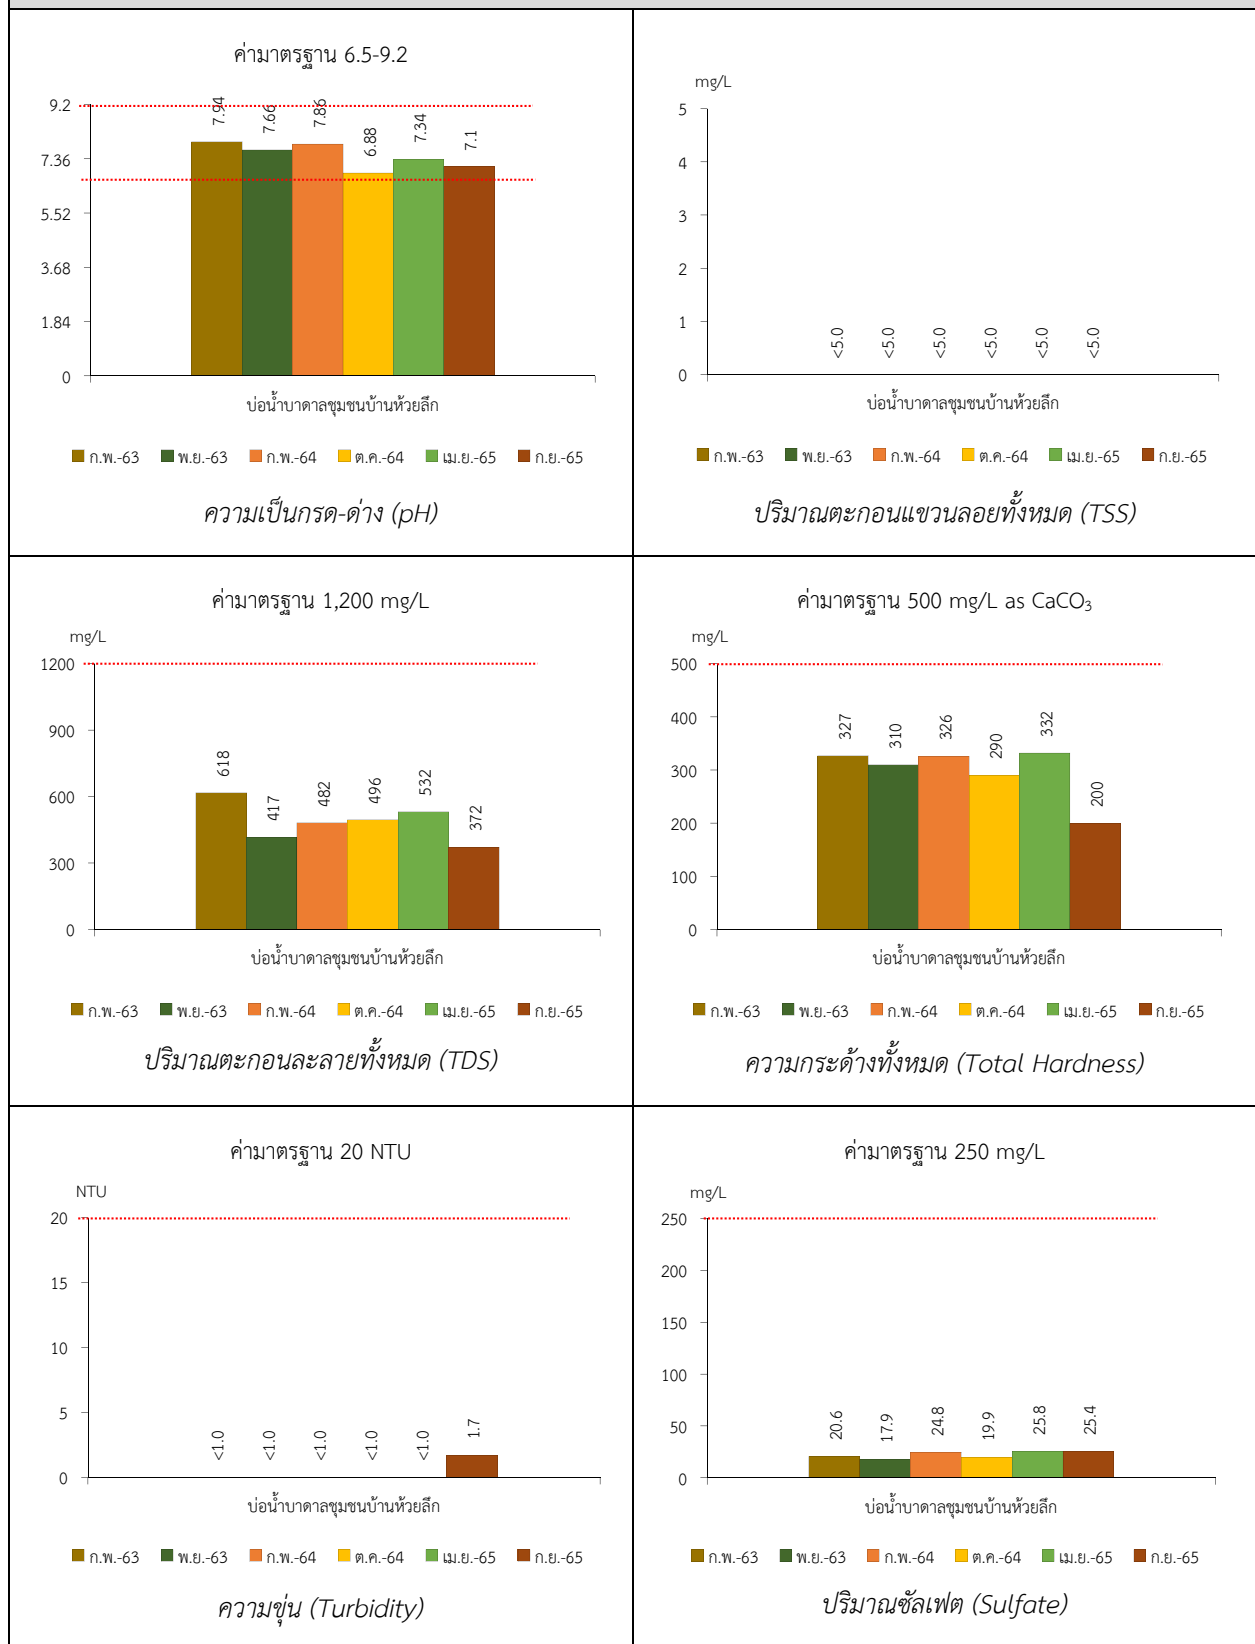 ค่ามาตรฐาน 6.5-9.2
9.2
7.36
5.52
3.68
1.84
0
7.94
7.66
7.86
6.88
7.34
7.1
บ่อน้ำบาดาลชุมชนบ้านห้วยลึก
ก.พ.-63 พ.ย.-63 ก.พ.-64 ต.ค.-64 เม.ย.-65 ก.ย.-65
ความเป็นกรด-ด่าง (pH)
mg/L
5
4
3
2
1
0
<5.0
<5.0
<5.0
<5.0
<5.0
<5.0
บ่อน้ำบาดาลชุมชนบ้านห้วยลึก
ก.พ.-63 พ.ย.-63 ก.พ.-64 ต.ค.-64 เม.ย.-65 ก.ย.-65
ปริมาณตะกอนแขวนลอยทั้งหมด (TSS)
ค่ามาตรฐาน 1,200 mg/L
mg/L
1200
900
600
300
0
618
417
482
496
532
372
บ่อน้ำบาดาลชุมชนบ้านห้วยลึก
ก.พ.-63 พ.ย.-63 ก.พ.-64 ต.ค.-64 เม.ย.-65 ก.ย.-65
ปริมาณตะกอนละลายทั้งหมด (TDS)
ค่ามาตรฐาน 500 mg/L as CaCO₃
mg/L
500
400
300
200
100
0
327
310
326
290
332
200
บ่อน้ำบาดาลชุมชนบ้านห้วยลึก
ก.พ.-63 พ.ย.-63 ก.พ.-64 ต.ค.-64 เม.ย.-65 ก.ย.-65
ความกระด้างทั้งหมด (Total Hardness)
ค่ามาตรฐาน 20 NTU
NTU
20
15
10
5
0
<1.0
<1.0
<1.0
<1.0
<1.0
1.7
บ่อน้ำบาดาลชุมชนบ้านห้วยลึก
ก.พ.-63 พ.ย.-63 ก.พ.-64 ต.ค.-64 เม.ย.-65 ก.ย.-65
ความขุ่น (Turbidity)
ค่ามาตรฐาน 250 mg/L
mg/L
250
200
150
100
50
0
20.6
17.9
24.8
19.9
25.8
25.4
บ่อน้ำบาดาลชุมชนบ้านห้วยลึก
ก.พ.-63 พ.ย.-63 ก.พ.-64 ต.ค.-64 เม.ย.-65 ก.ย.-65
ปริมาณซัลเฟต (Sulfate)